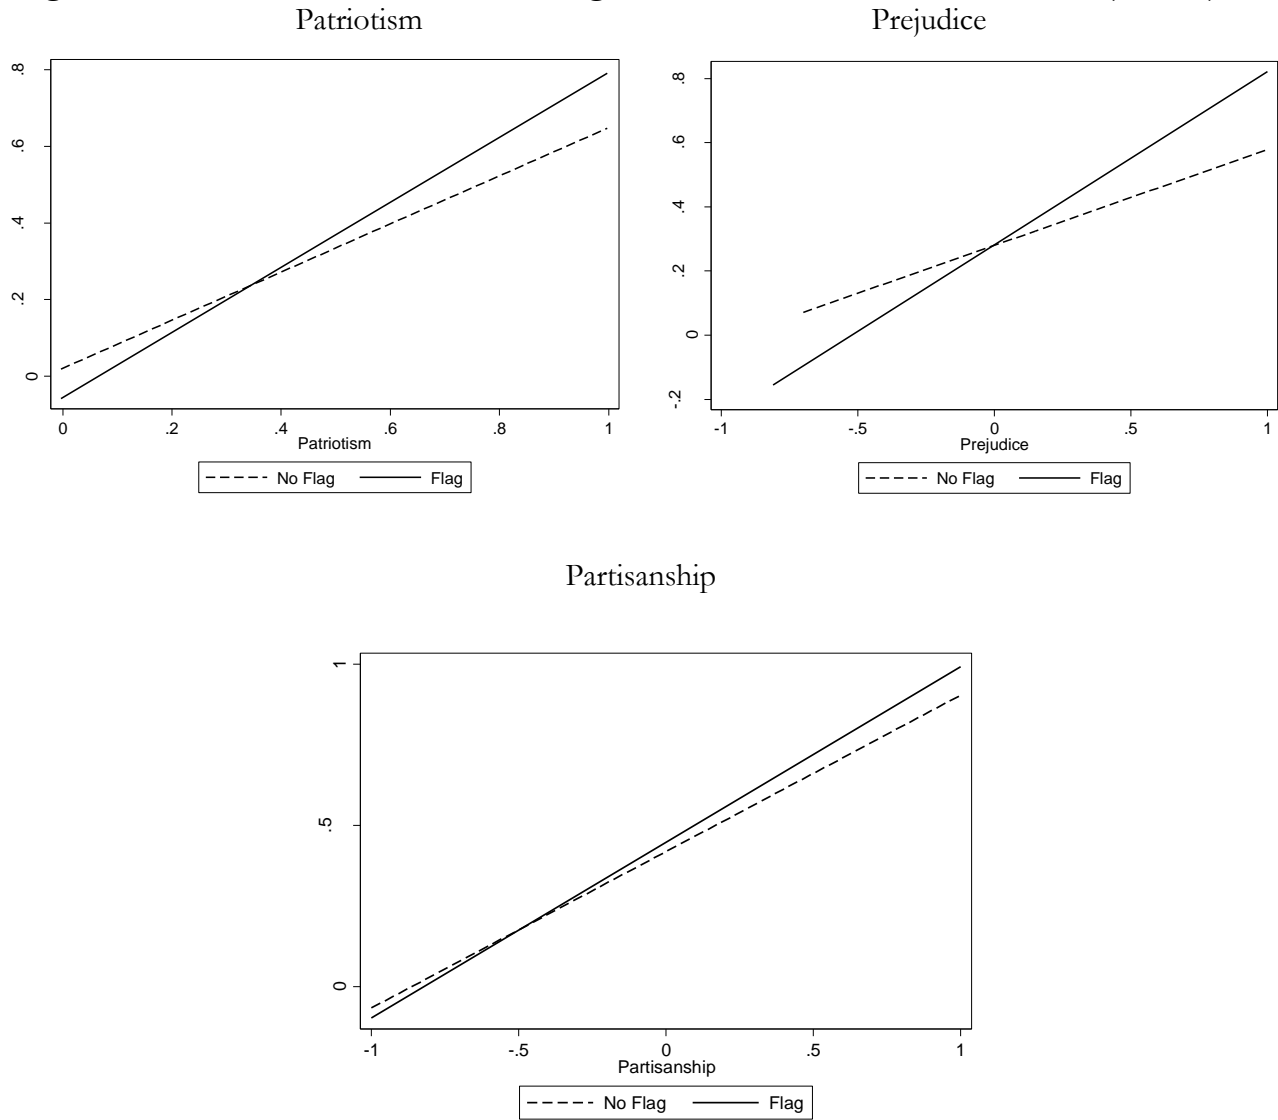 Patriotism
.8
.6
.4
.2
0
0 .2 .4 .6 .8 1
Patriotism
No Flag Flag
Prejudice
.8
.6
.4
.2
0
-.2
-1 -.5 0 .5 1
Prejudice
No Flag Flag
Partisanship
1
.5
0
-1 -.5 0 .5 1
Partisanship
No Flag Flag